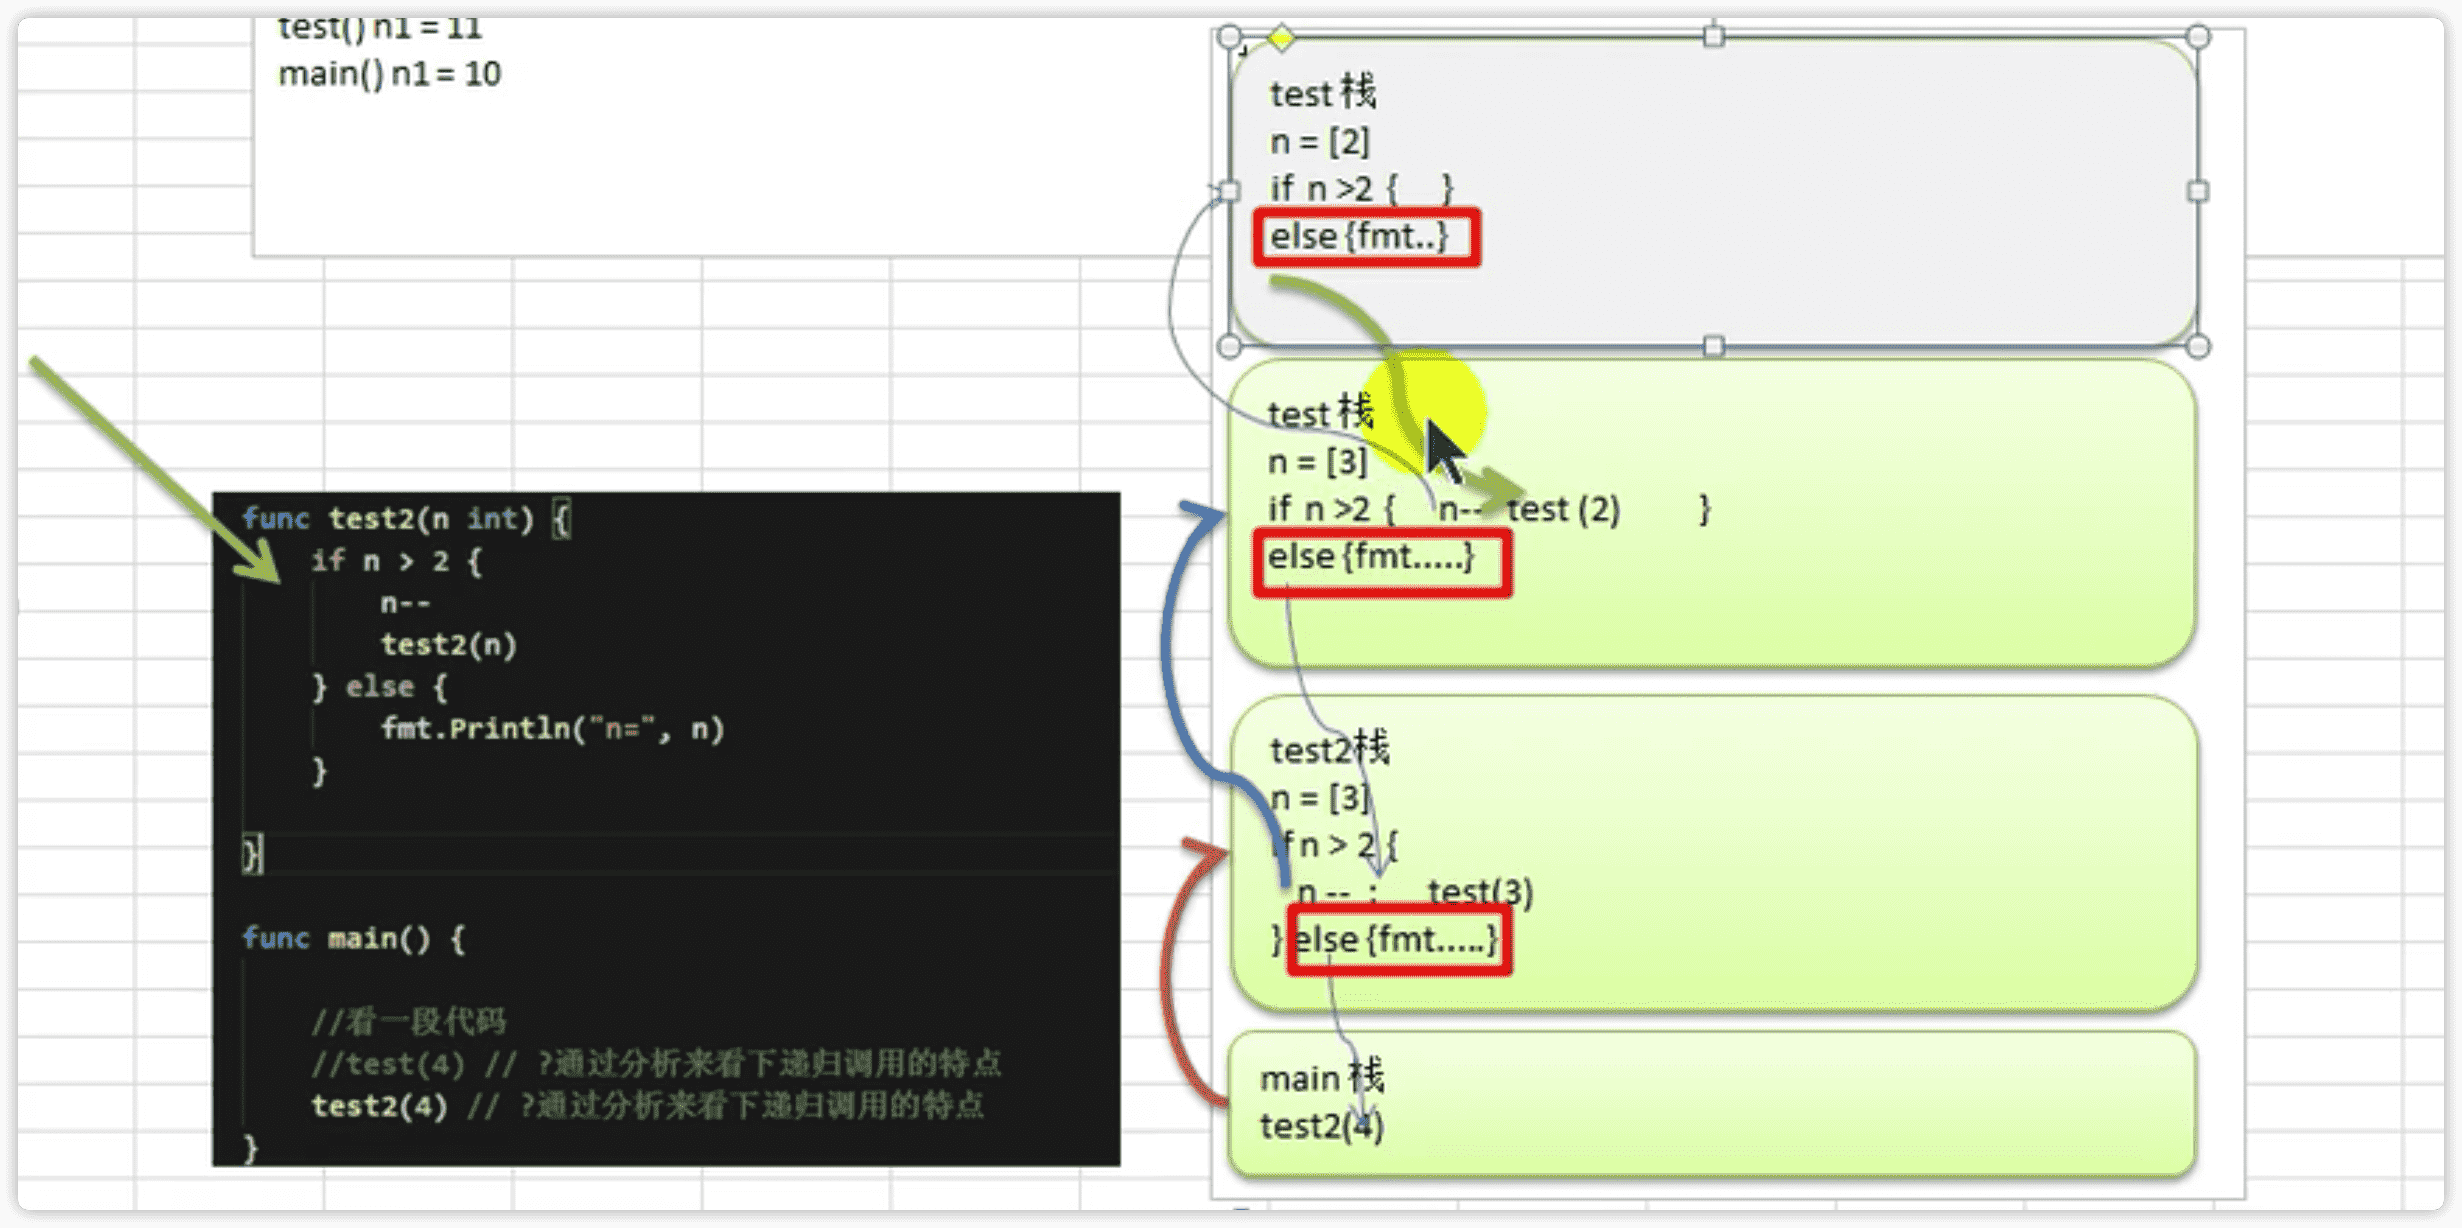 test() n1 = 11
main() n1 = 10
test 栈
n = [2]
if n >2 { }
else {fmt..}
test 栈
n = [3]
if n >2 { n-- test (2) }
else {fmt.....}
test2栈
n = [3]
if n > 2 {
n -- ; test(3)
} else {fmt.....}
main 栈
test2(4)
func test2(n int) {
if n > 2 {
n--
test2(n)
} else {
fmt.Println("n=", n)
}
}
func main() {
//看一段代码
//test(4) // ?通过分析来看下递归调用的特点
test2(4) // ?通过分析来看下递归调用的特点
}